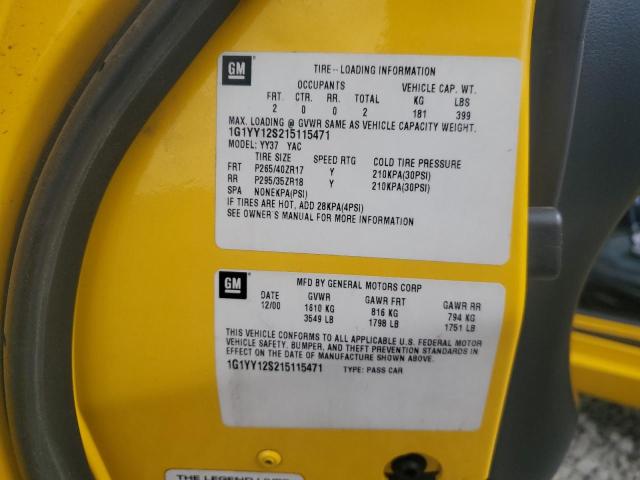 GM
TIRE--LOADING INFORMATION
OCCUPANTS VEHICLE CAP. WT.
FRT. CTR. RR. TOTAL KG LBS
2 0 0 2 181 399
MAX. LOADING @ GVWR SAME AS VEHICLE CAPACITY WEIGHT.
1G1YY12S215115471
MODEL: YY37 YAC
TIRE SIZE SPEED RTG COLD TIRE PRESSURE
FRT P265/40ZR17 Y 210KPA(30PSI)
RR P295/35ZR18 Y 210KPA(30PSI)
SPA NONEKPA(PSI)
IF TIRES ARE HOT, ADD 28KPA(4PSI)
SEE OWNER'S MANUAL FOR MORE INFORMATION
GM
MFD BY GENERAL MOTORS CORP
DATE GVWR GAWR FRT GAWR RR
12/00 1610 KG 816 KG 794 KG
3549 LB 1798 LB 1751 LB
THIS VEHICLE CONFORMS TO ALL APPLICABLE U.S. FEDERAL MOTOR
VEHICLE SAFETY, BUMPER, AND THEFT PREVENTION STANDARDS IN
EFFECT ON THE DATE OF MANUFACTURE SHOWN ABOVE.
1G1YY12S215115471 TYPE: PASS CAR
THE LEGEND